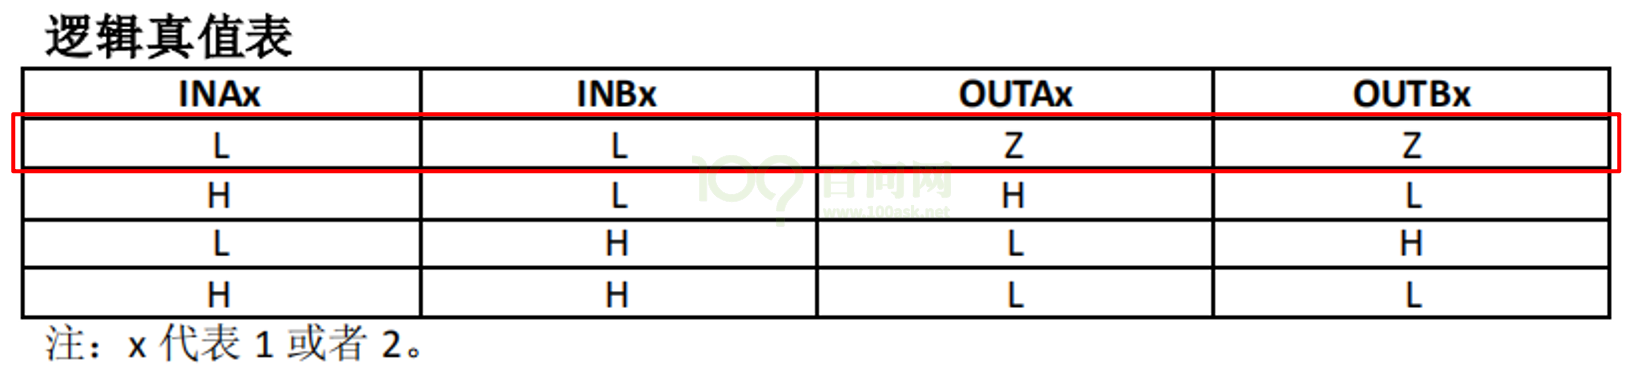 逻辑真值表
INAx INBx OUTAx OUTBx
L L Z Z
H L H L
L H L H
H H L L
注：x 代表 1 或者 2。
100 百问网
www.100ask.net